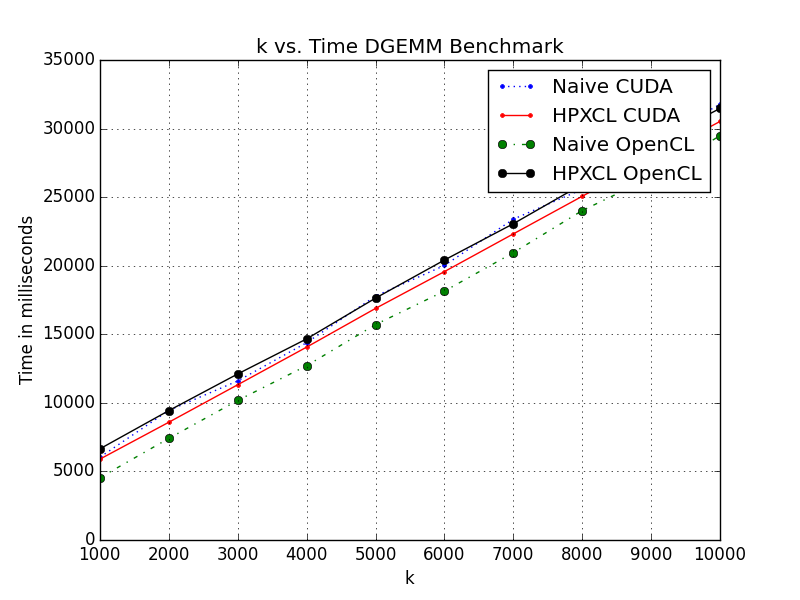 k vs. Time DGEMM Benchmark
35000
30000
25000
20000
15000
10000
5000
0
Time in milliseconds
Naive CUDA
HPXCL CUDA
Naive OpenCL
HPXCL OpenCL
1000 2000 3000 4000 5000 6000 7000 8000 9000 10000
k